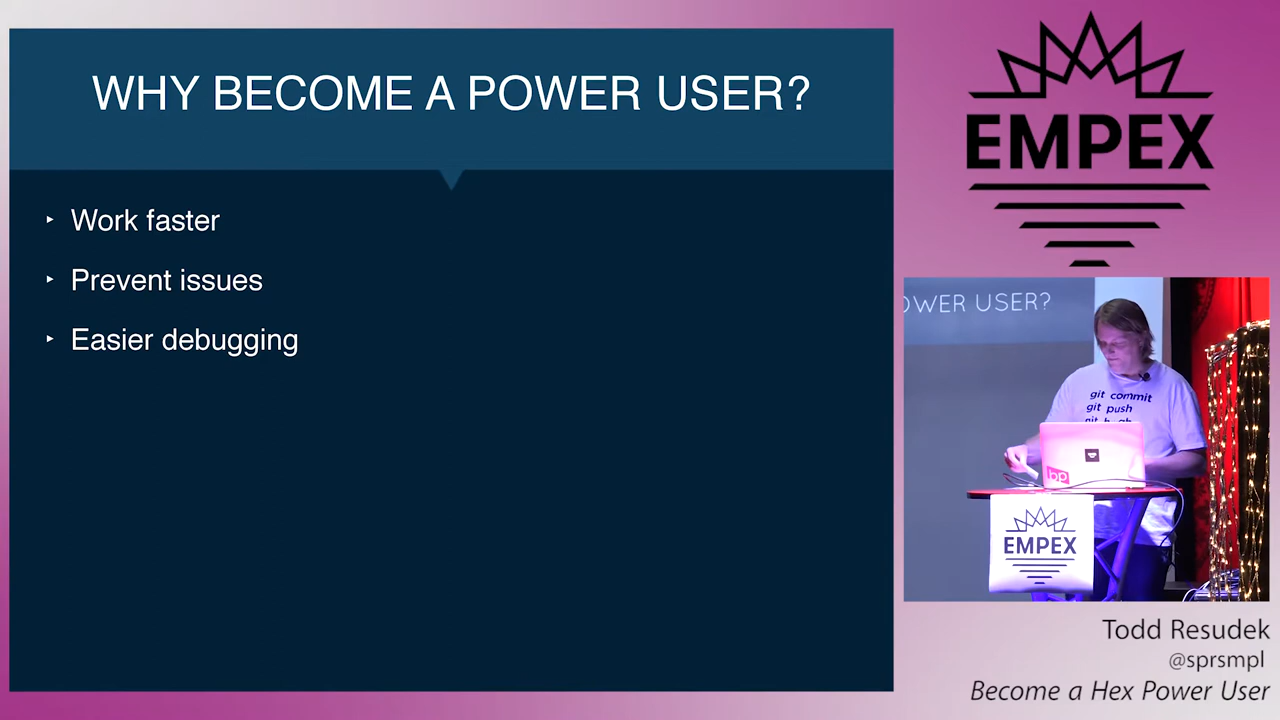 WHY BECOME A POWER USER?
‣ Work faster
‣ Prevent issues
‣ Easier debugging
EMPEX
OWER USER?
git commit
git push
bp
EMPEX
Todd Resudek
@sprsmpl
Become a Hex Power User